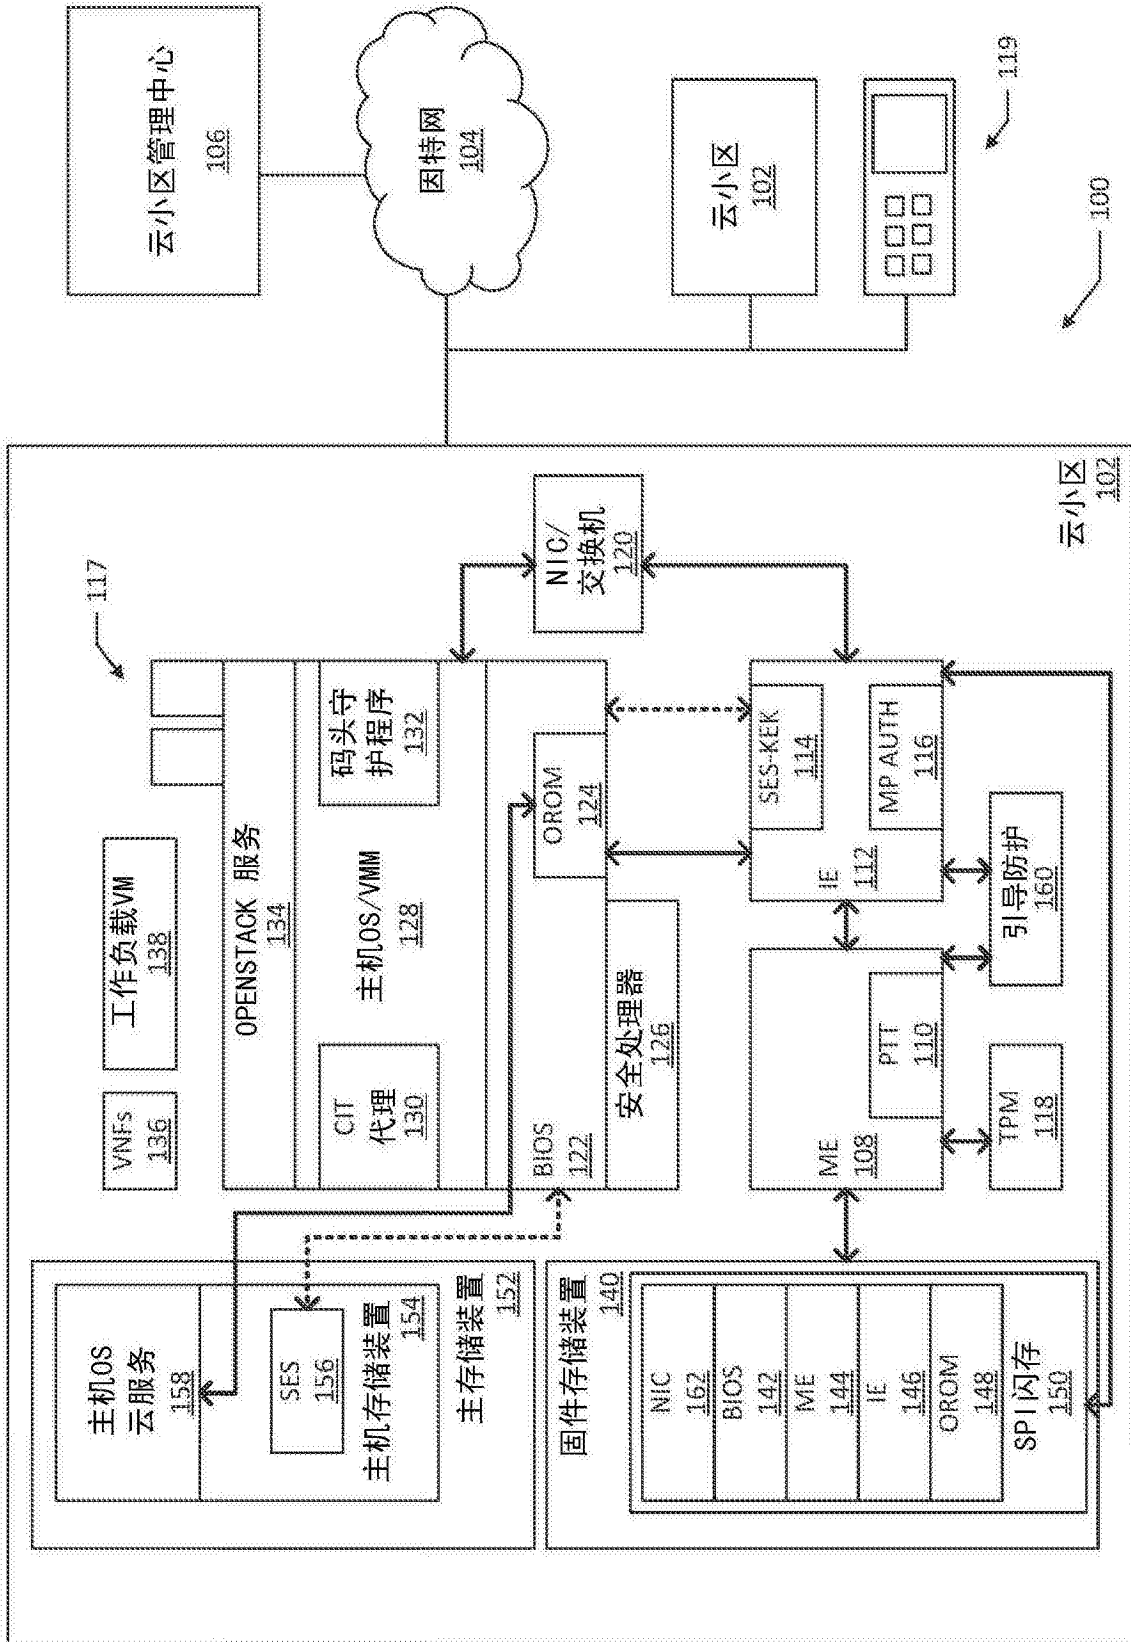 云小区管理中心
106
因特网
104
云小区
102
119
100
117
VNFs
136
工作负载VM
138
OPENSTACK 服务
134
CIT
代理
130
主机OS/VMM
128
码头守
护程序
132
BIOS
122
OROM
124
安全处理器
126
NIC/
交换机
120
云小区
102
主机OS
云服务
158
SES
156
主机存储装置
154
主存储装置
152
ME
108
PTT
110
IE
112
SES-KEK
114
MP AUTH
116
TPM
118
引导防护
160
固件存储装置
140
NIC
162
BIOS
142
ME
144
IE
146
OROM
148
SPI闪存
150